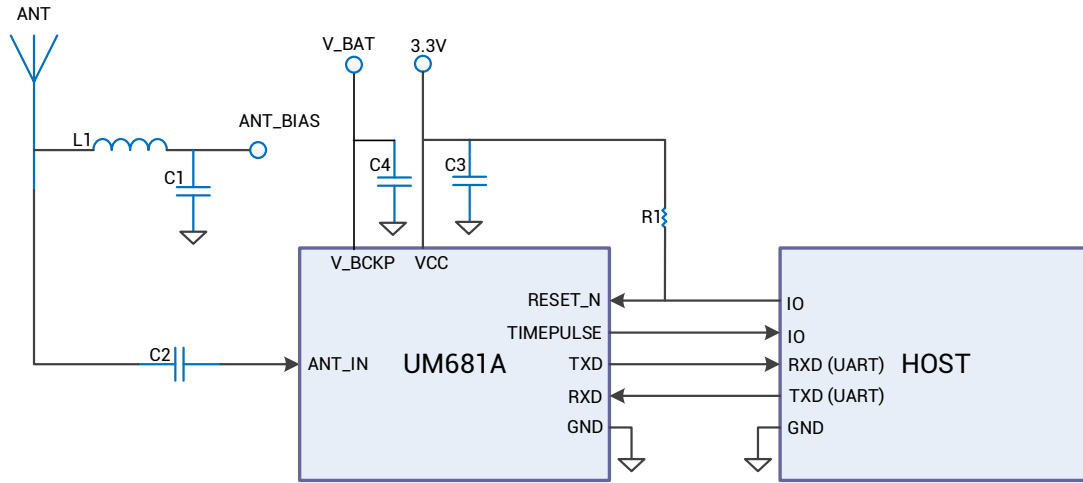 ANT
V_BAT
3.3V
ANT_BIAS
L1
C1
C4
C3
R1
V_BCKP
VCC
RESET_N
IO
TIMEPULSE
IO
C2
ANT_IN
UM681A
TXD
RXD (UART)
HOST
RXD
TXD (UART)
GND
GND